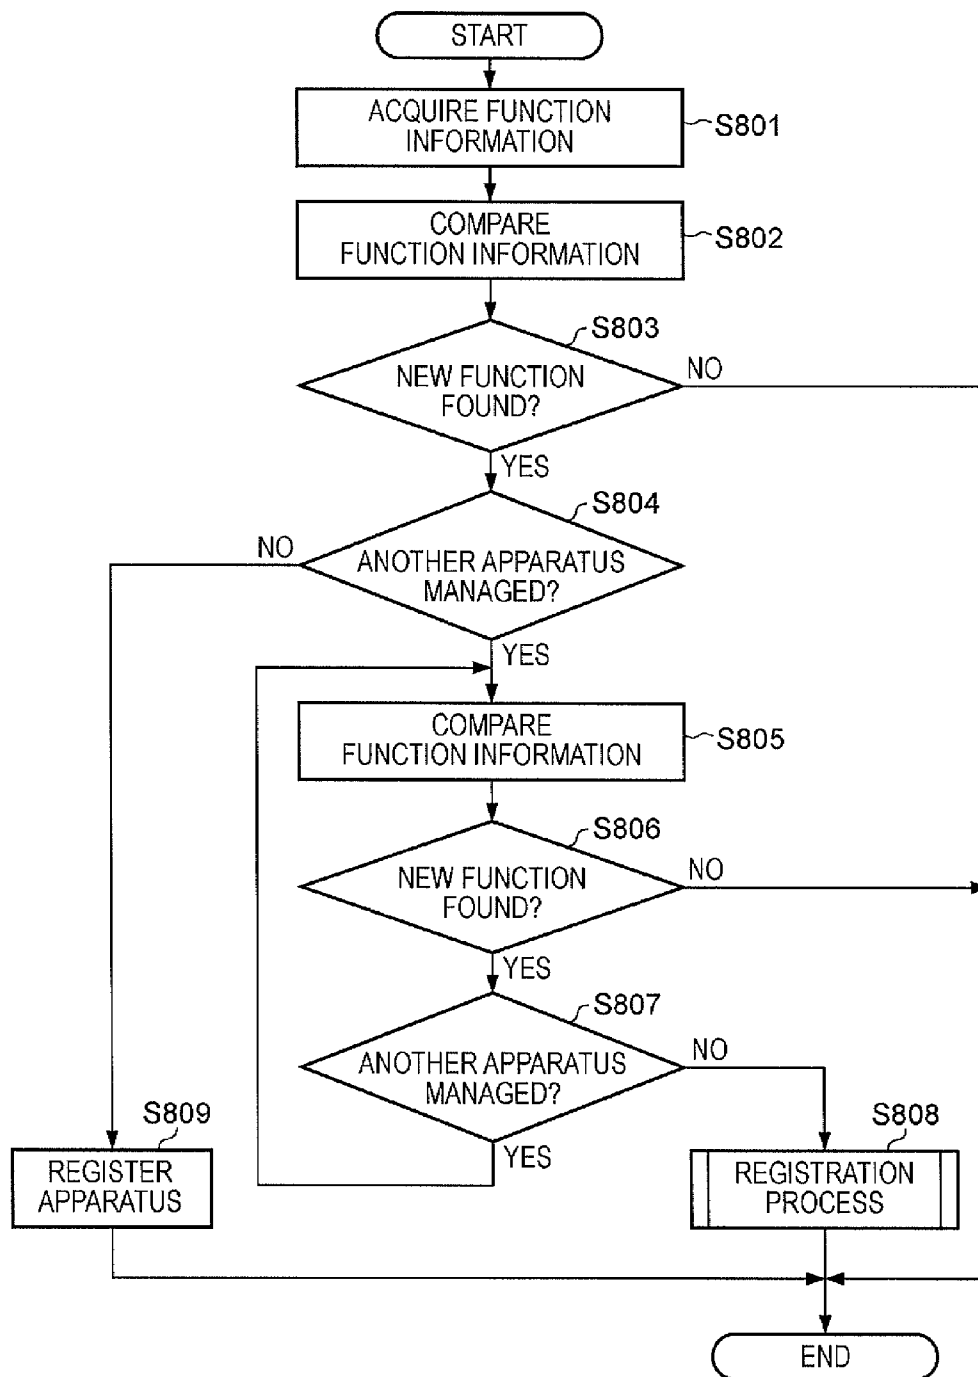 START
ACQUIRE FUNCTION
INFORMATION
S801
COMPARE
FUNCTION INFORMATION
S802
S803
NEW FUNCTION
FOUND?
NO
YES
S804
ANOTHER APPARATUS
MANAGED?
NO
YES
COMPARE
FUNCTION INFORMATION
S805
S806
NEW FUNCTION
FOUND?
NO
YES
S807
ANOTHER APPARATUS
MANAGED?
NO
YES
S809
REGISTER
APPARATUS
S808
REGISTRATION
PROCESS
END